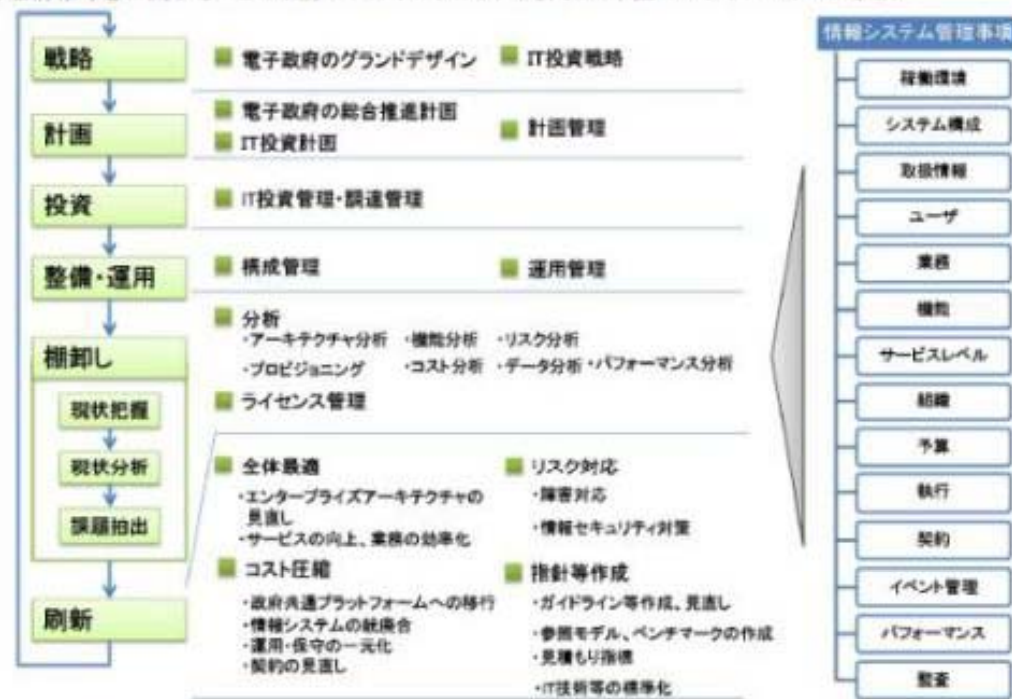 戦略
■ 電子政府のグランドデザイン ■ IT投資戦略
計画
■ 電子政府の総合推進計画
■ IT投資計画 ■ 計画管理
投資
■ IT投資管理・調達管理
整備・運用
■ 構成管理 ■ 運用管理
棚卸し
現状把握
現状分析
課題抽出
■ 分析
・アーキテクチャ分析 ・機能分析 ・リスク分析
・プロビジョニング ・コスト分析 ・データ分析 ・パフォーマンス分析
■ ライセンス管理
刷新
■ 全体最適
・エンタープライズアーキテクチャの
見直し
・サービスの向上、業務の効率化
■ リスク対応
・障害対応
・情報セキュリティ対策
■ コスト圧縮
・政府共通プラットフォームへの移行
・情報システムの統廃合
・運用・保守の一元化
・契約の見直し
■ 指針等作成
・ガイドライン等作成、見直し
・参照モデル、ベンチマークの作成
・見積もり指標
・IT技術等の標準化
情報システム管理事項
稼働環境
システム構成
取扱情報
ユーザ
業務
機能
サービスレベル
組織
予算
執行
契約
イベント管理
パフォーマンス
監査